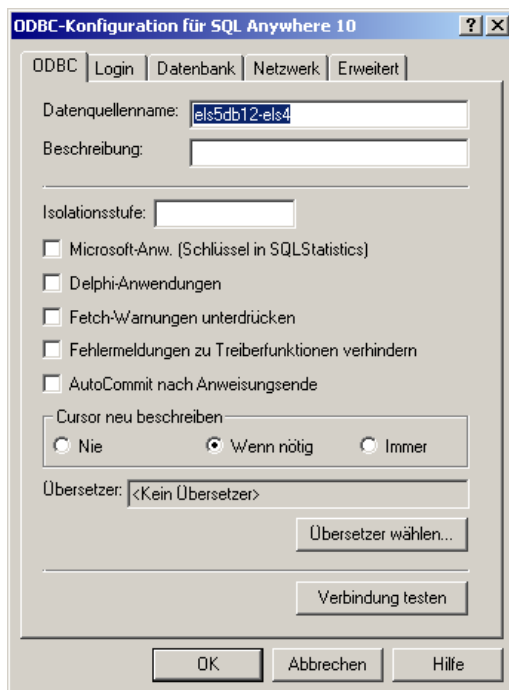 ODBC-Konfiguration für SQL Anywhere 10
ODBC Login Datenbank Netzwerk Erweitert
Datenquellenname: els5db12-els4
Beschreibung:
Isolationsstufe:
Microsoft-Anw. (Schlüssel in SQLStatistics)
Delphi-Anwendungen
Fetch-Warnungen unterdrücken
Fehlermeldungen zu Treiberfunktionen verhindern
AutoCommit nach Anweisungsende
Cursor neu beschreiben
Nie Wenn nötig Immer
Übersetzer: <Kein Übersetzer>
Übersetzer wählen...
Verbindung testen
OK Abbrechen Hilfe